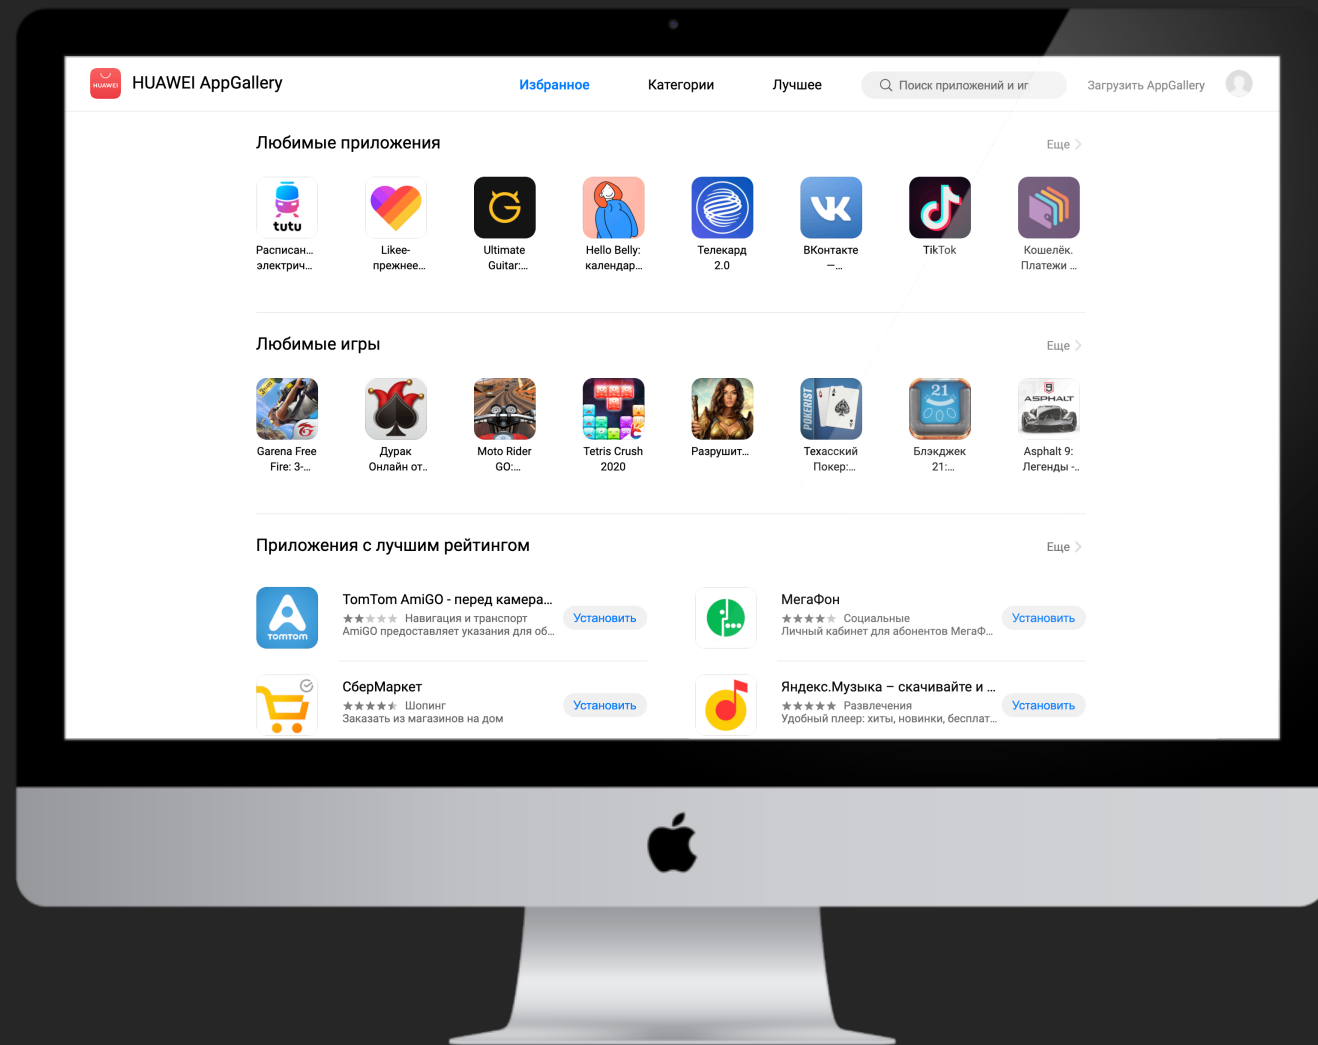 HUAWEI
HUAWEI AppGallery
Избранное
Категории
Лучшее
Поиск приложений и иг
Загрузить AppGallery
Любимые приложения
Еще
tutu
Расписан...
электрич...
Likee-
прежнее...
Ultimate
Guitar:...
Hello Belly:
календар...
Телекард
2.0
ВКонтакте
—...
TikTok
Кошелёк.
Платежи ...
Любимые игры
Еще
POKERIST
21
9
ASPHALT
Garena Free
Fire: 3-...
Дурак
Онлайн от..
Moto Rider
GO:...
Tetris Crush
2020
Разрушит...
Техасский
Покер:...
Блэкджек
21:...
Asphalt 9:
Легенды -..
Приложения с лучшим рейтингом
Еще
TOMTOM
TomTom AmiGO - перед камера...
Навигация и транспорт
AmiGO предоставляет указания для об...
Установить
МегаФон
Социальные
Личный кабинет для абонентов МегаФ...
Установить
СберМаркет
Шопинг
Заказать из магазинов на дом
Установить
Яндекс.Музыка – скачивайте и ...
Развлечения
Удобный плеер: хиты, новинки, бесплат...
Установить